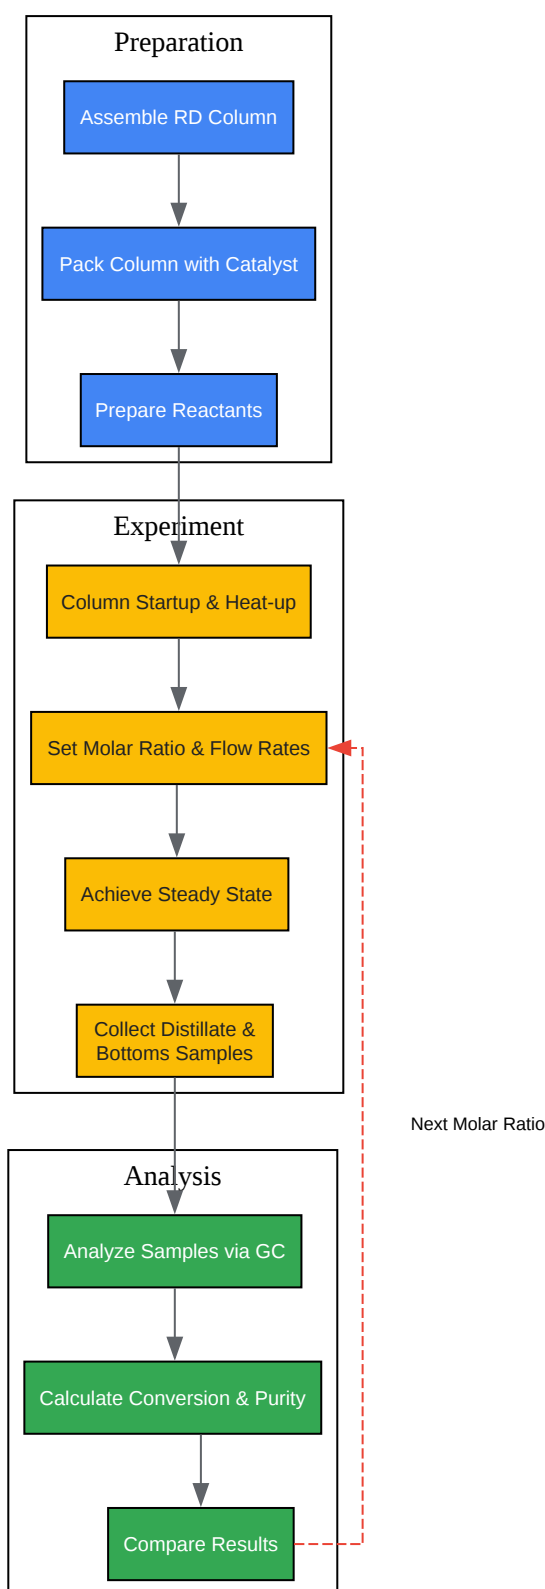 Preparation
Assemble RD Column
Pack Column with Catalyst
Prepare Reactants
Experiment
Column Startup & Heat-up
Set Molar Ratio & Flow Rates
Achieve Steady State
Collect Distillate &
Bottoms Samples
Next Molar Ratio
Analysis
Analyze Samples via GC
Calculate Conversion & Purity
Compare Results